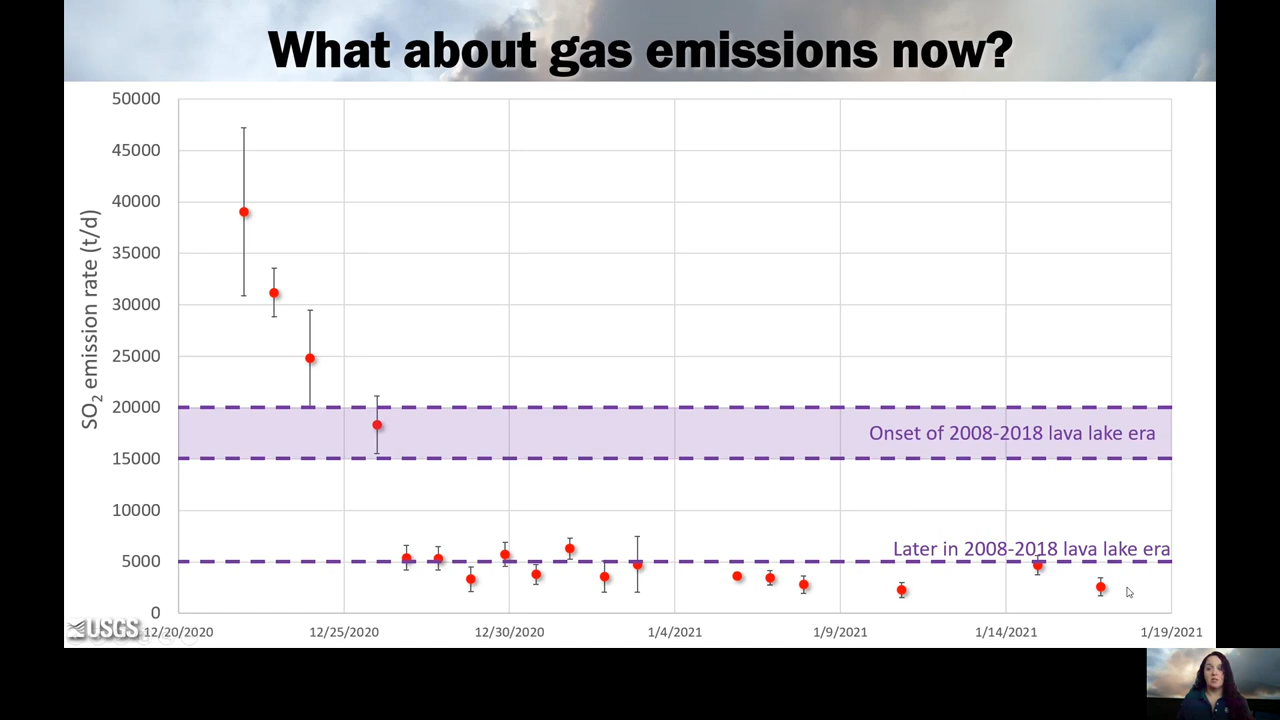 What about gas emissions now?
50000
45000
40000
35000
30000
25000
20000
15000
10000
5000
0
SO₂ emission rate (t/d)
Onset of 2008-2018 lava lake era
Later in 2008-2018 lava lake era
USGS
12/20/2020 12/25/2020 12/30/2020 1/4/2021 1/9/2021 1/14/2021 1/19/2021